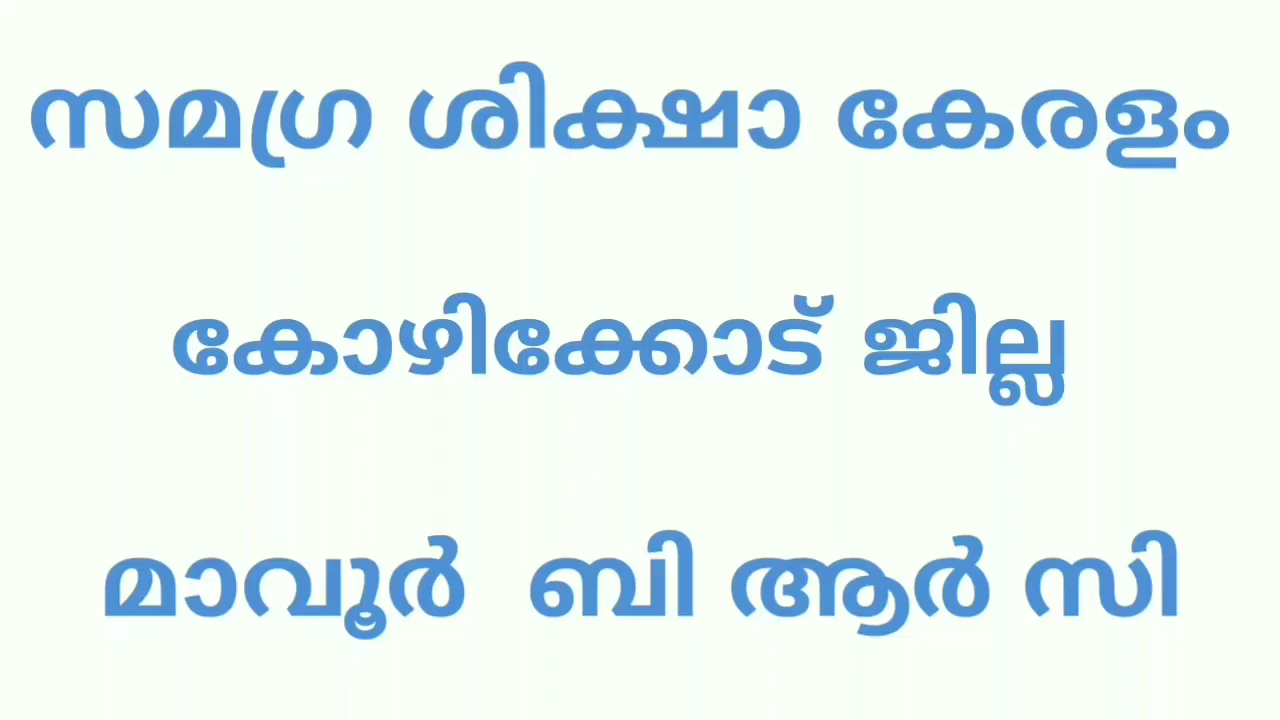 സമഗ്ര ശിക്ഷാ കേരളം
കോഴിക്കോട് ജില്ല
മാവൂർ ബി ആർ സി